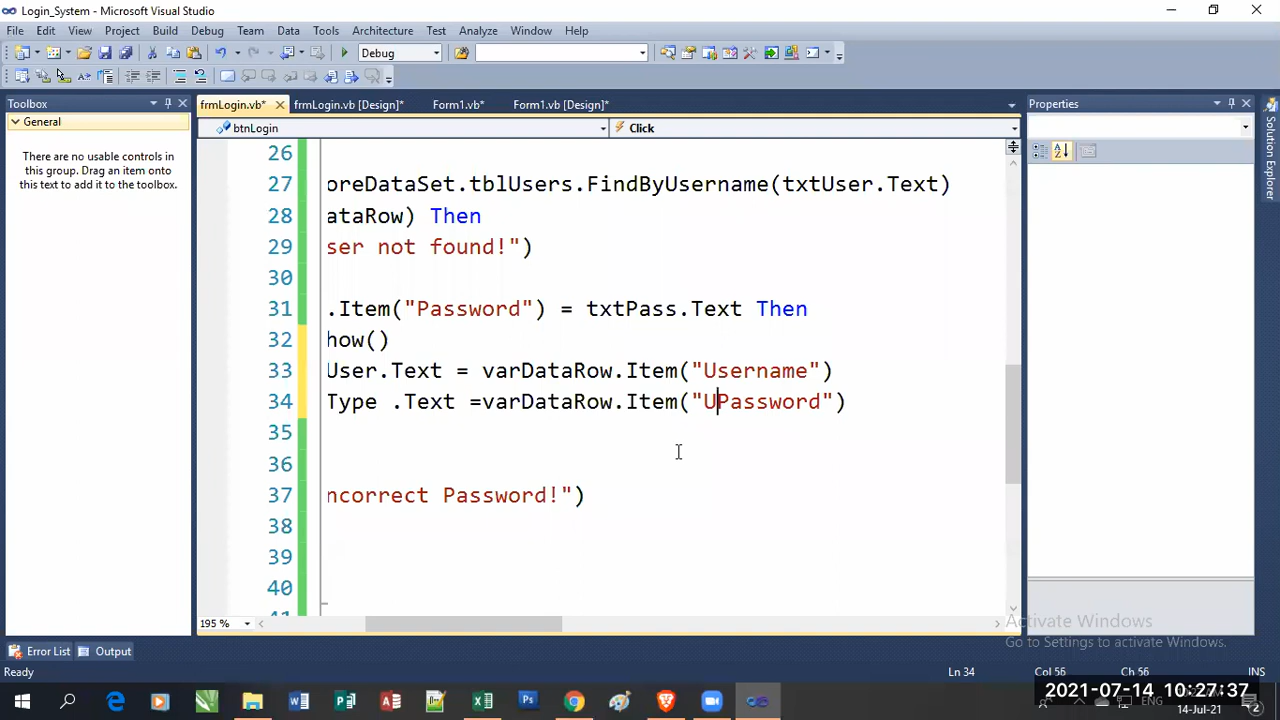 Login_System - Microsoft Visual Studio
File Edit View Project Build Debug Team Data Tools Architecture Test Analyze Window Help
Debug
Toolbox
General
There are no usable controls in
this group. Drag an item onto
this text to add it to the toolbox.
frmLogin.vb* frmLogin.vb [Design]* Form1.vb* Form1.vb [Design]*
btnLogin Click
26
27 oreDataSet.tblUsers.FindByUsername(txtUser.Text)
28 ataRow) Then
29 ser not found!")
30
31 .Item("Password") = txtPass.Text Then
32 how()
33 User.Text = varDataRow.Item("Username")
34 Type .Text =varDataRow.Item("UPassword")
35
36
37 ncorrect Password!")
38
39
40
41
195 %
Properties
Solution Explorer
Activate Windows
Go to Settings to activate Windows.
Error List Output
Ready Ln 34 Col 56 Ch 56 INS
2021-07-14 10:27:37
14-Jul-21